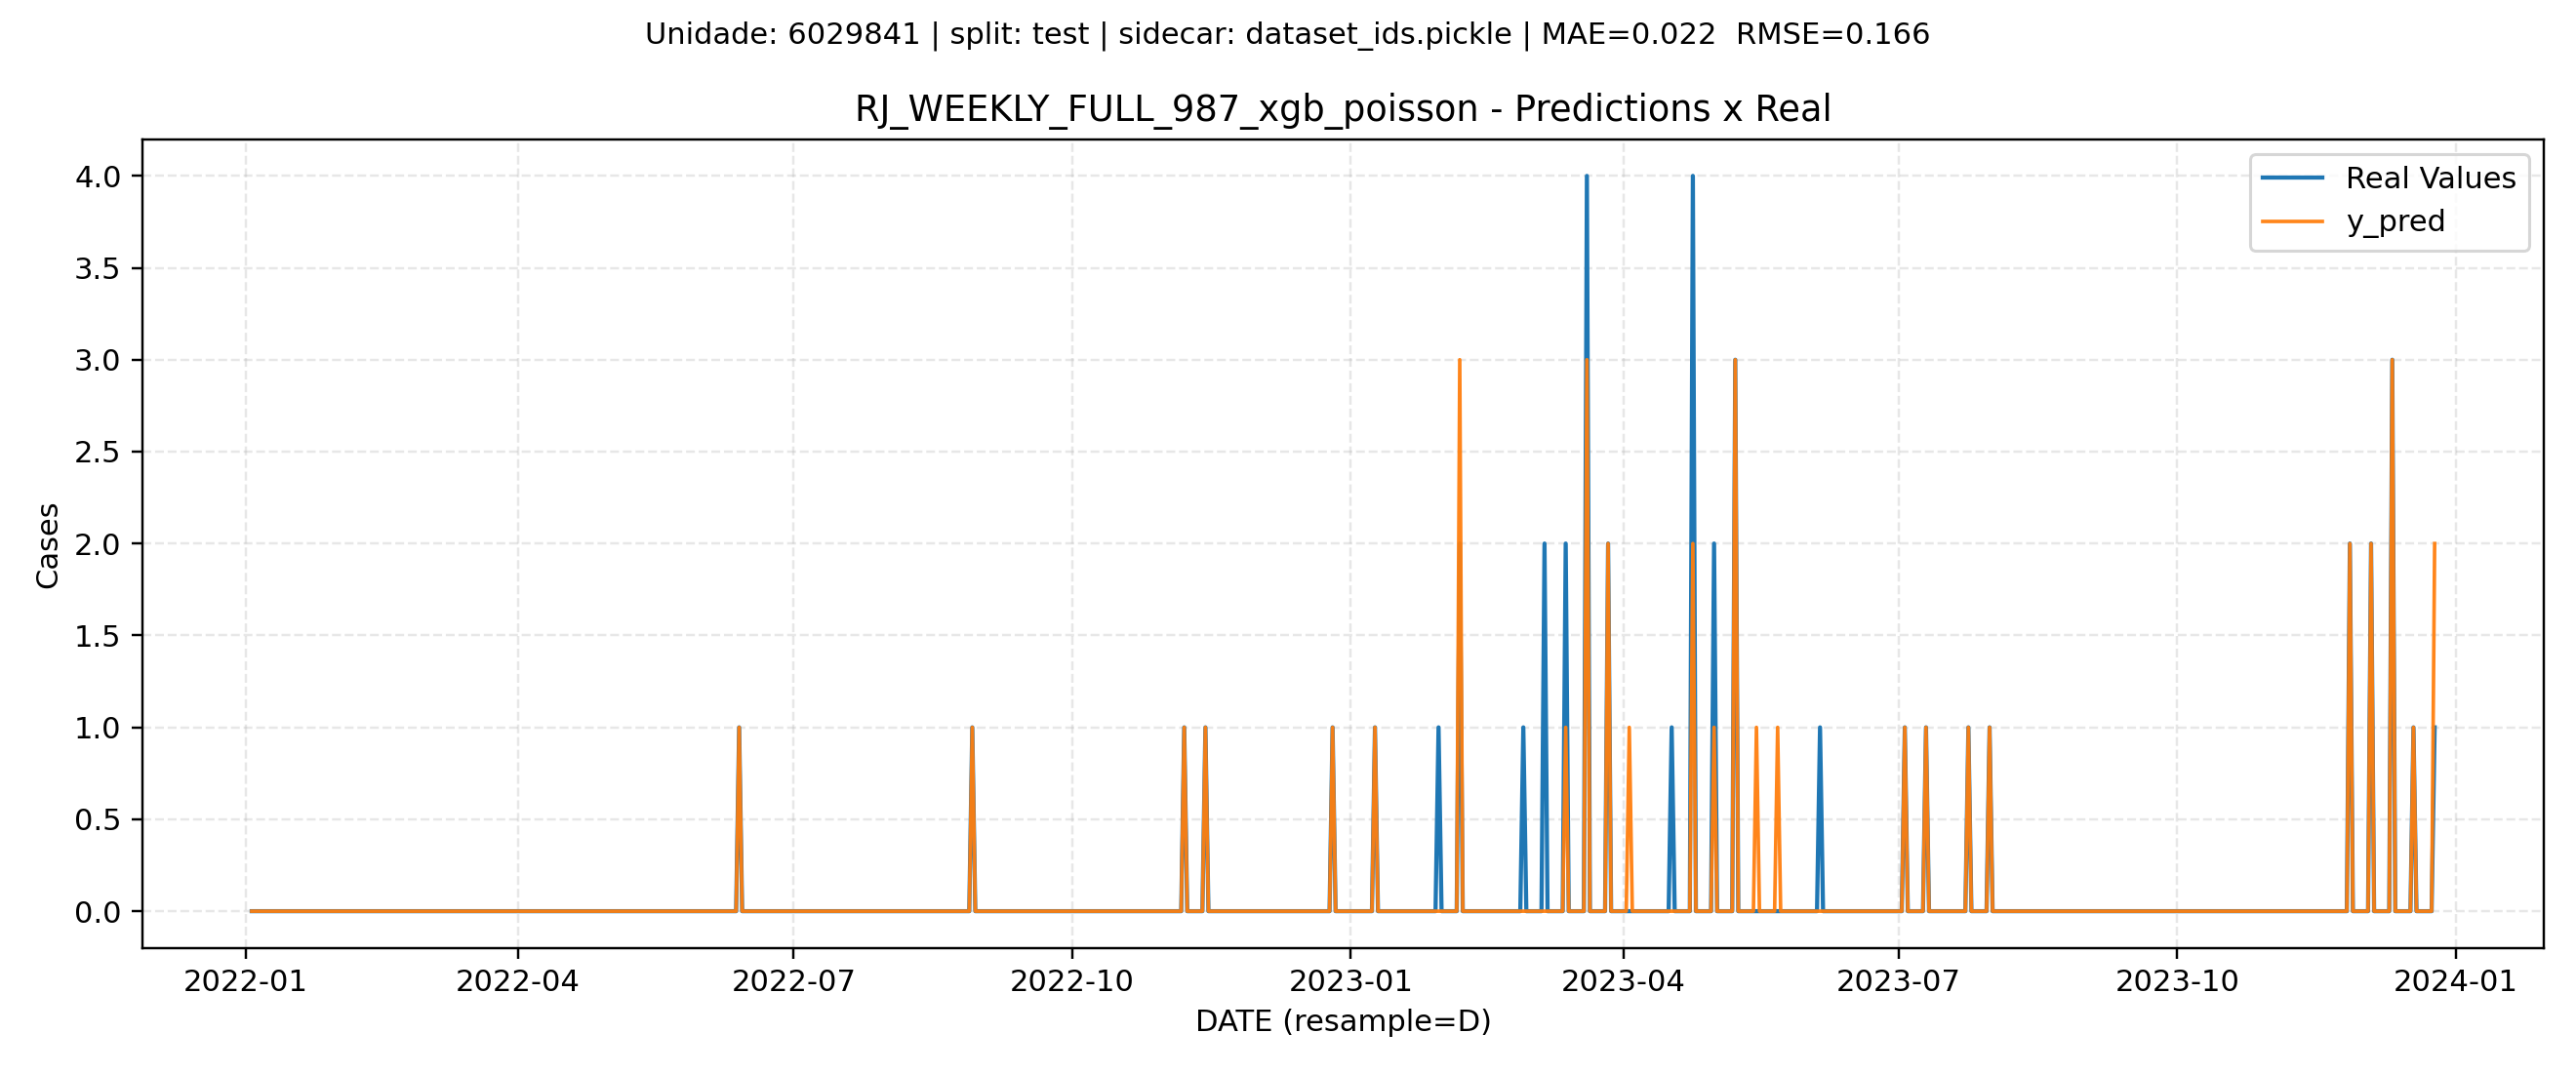 Unidade: 6029841 | split: test | sidecar: dataset_ids.pickle | MAE=0.022  RMSE=0.166
RJ_WEEKLY_FULL_987_xgb_poisson - Predictions x Real
Real Values
y_pred
4.0
3.5
3.0
2.5
2.0
1.5
1.0
0.5
0.0
Cases
2022-01 2022-04 2022-07 2022-10 2023-01 2023-04 2023-07 2023-10 2024-01
DATE (resample=D)